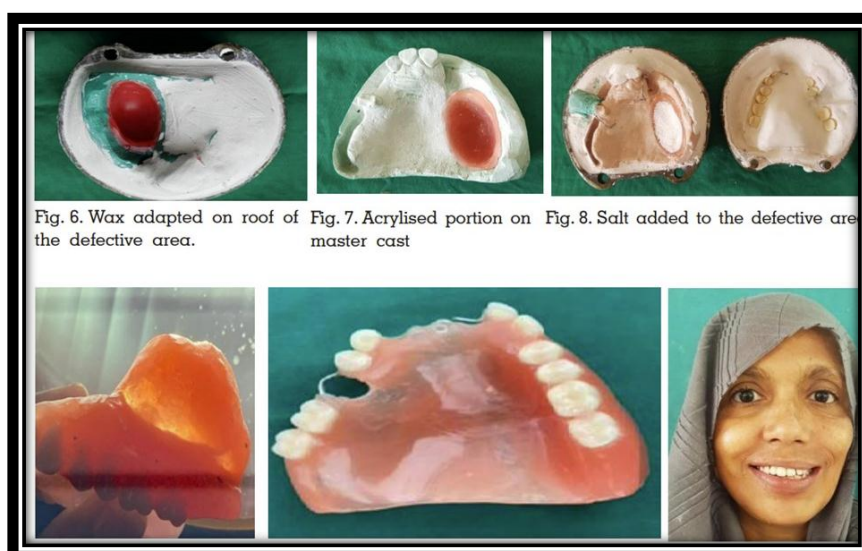 Fig. 6. Wax adapted on roof of
the defective area.
Fig. 7. Acrylised portion on
master cast
Fig. 8. Salt added to the defective are